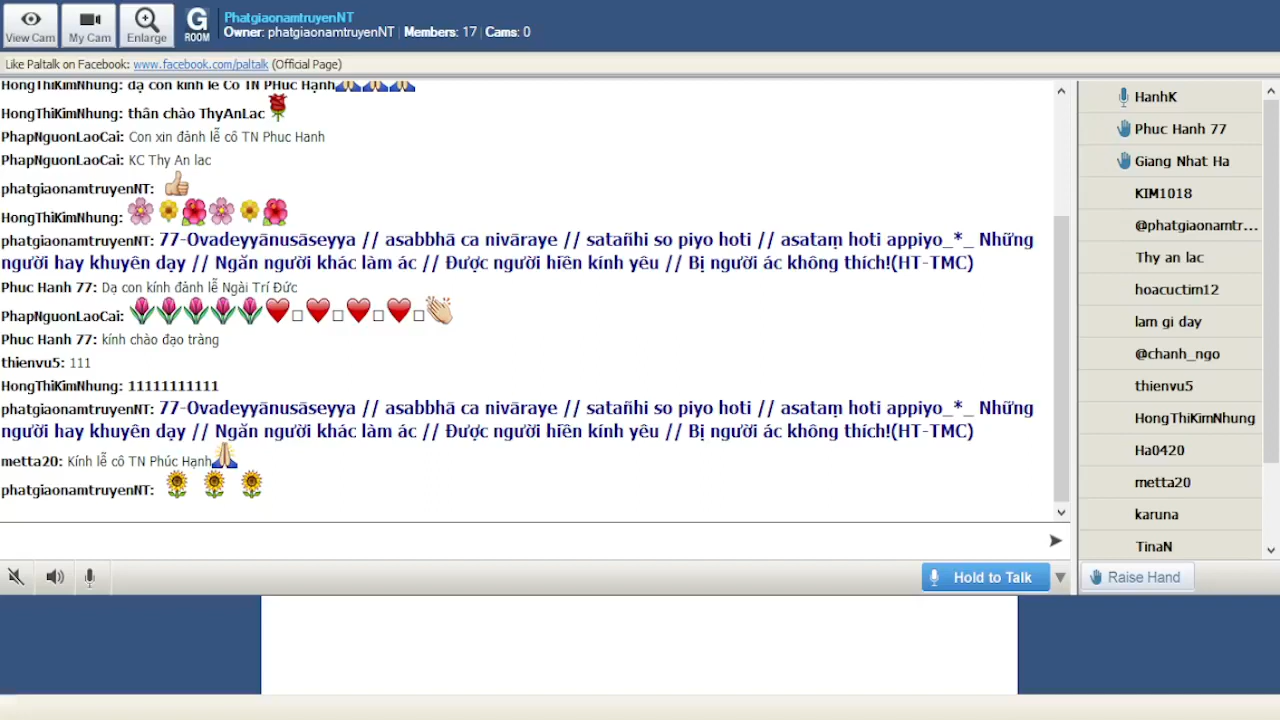 View Cam
My Cam
Enlarge
G
ROOM
PhatgiaonamtruyenNT
Owner: phatgiaonamtruyenNT | Members: 17 | Cams: 0
Like Paltalk on Facebook: www.facebook.com/paltalk (Official Page)
HongThiKimNhung: dạ con kính lễ Cô TN PHuc Hạnh
HongThiKimNhung: thân chào ThyAnLac
PhapNguonLaoCai: Con xin đảnh lễ cô TN Phuc Hanh
PhapNguonLaoCai: KC Thy An lac
phatgiaonamtruyenNT:
HongThiKimNhung:
phatgiaonamtruyenNT: 77-Ovadeyyānusāseyya // asabbhā ca nivāraye // satañhi so piyo hoti // asataṃ hoti appiyo_*_ Những
người hay khuyên dạy // Ngăn người khác làm ác // Được người hiền kính yêu // Bị người ác không thích!(HT-TMC)
Phuc Hanh 77: Dạ con kính đảnh lễ Ngài Trí Đức
PhapNguonLaoCai:
Phuc Hanh 77: kính chào đạo tràng
thienvu5: 111
HongThiKimNhung: 11111111111
phatgiaonamtruyenNT: 77-Ovadeyyānusāseyya // asabbhā ca nivāraye // satañhi so piyo hoti // asataṃ hoti appiyo_*_ Những
người hay khuyên dạy // Ngăn người khác làm ác // Được người hiền kính yêu // Bị người ác không thích!(HT-TMC)
metta20: Kính lễ cô TN Phúc Hạnh
phatgiaonamtruyenNT:
Hold to Talk
HanhK
Phuc Hanh 77
Giang Nhat Ha
KIM1018
@phatgiaonamtr...
Thy an lac
hoacuctim12
lam gi day
@chanh_ngo
thienvu5
HongThiKimNhung
Ha0420
metta20
karuna
TinaN
Raise Hand